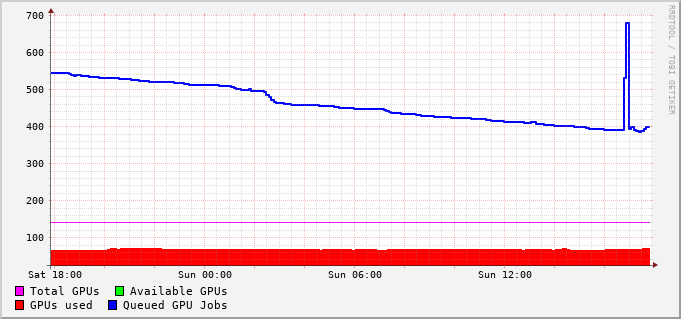 RRDTOOL / TOBI OETIKER
700
600
500
400
300
200
100
Sat 18:00 Sun 00:00 Sun 06:00 Sun 12:00
Total GPUs Available GPUs
GPUs used Queued GPU Jobs